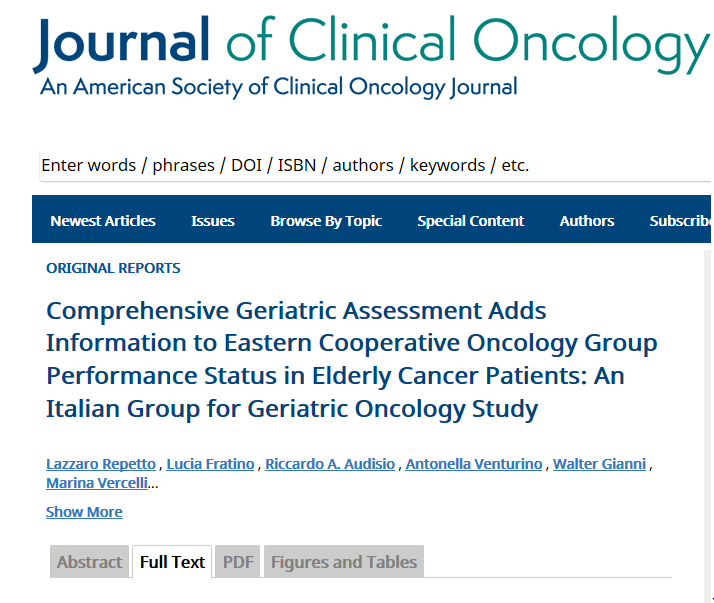 Journal of Clinical Oncology
An American Society of Clinical Oncology Journal
Enter words / phrases / DOI / ISBN / authors / keywords / etc.
Newest Articles Issues Browse By Topic Special Content Authors Subscribe
ORIGINAL REPORTS
Comprehensive Geriatric Assessment Adds
Information to Eastern Cooperative Oncology Group
Performance Status in Elderly Cancer Patients: An
Italian Group for Geriatric Oncology Study
Lazzaro Repetto , Lucia Fratino , Riccardo A. Audisio , Antonella Venturino , Walter Gianni ,
Marina Vercelli...
Show More
Abstract Full Text PDF Figures and Tables